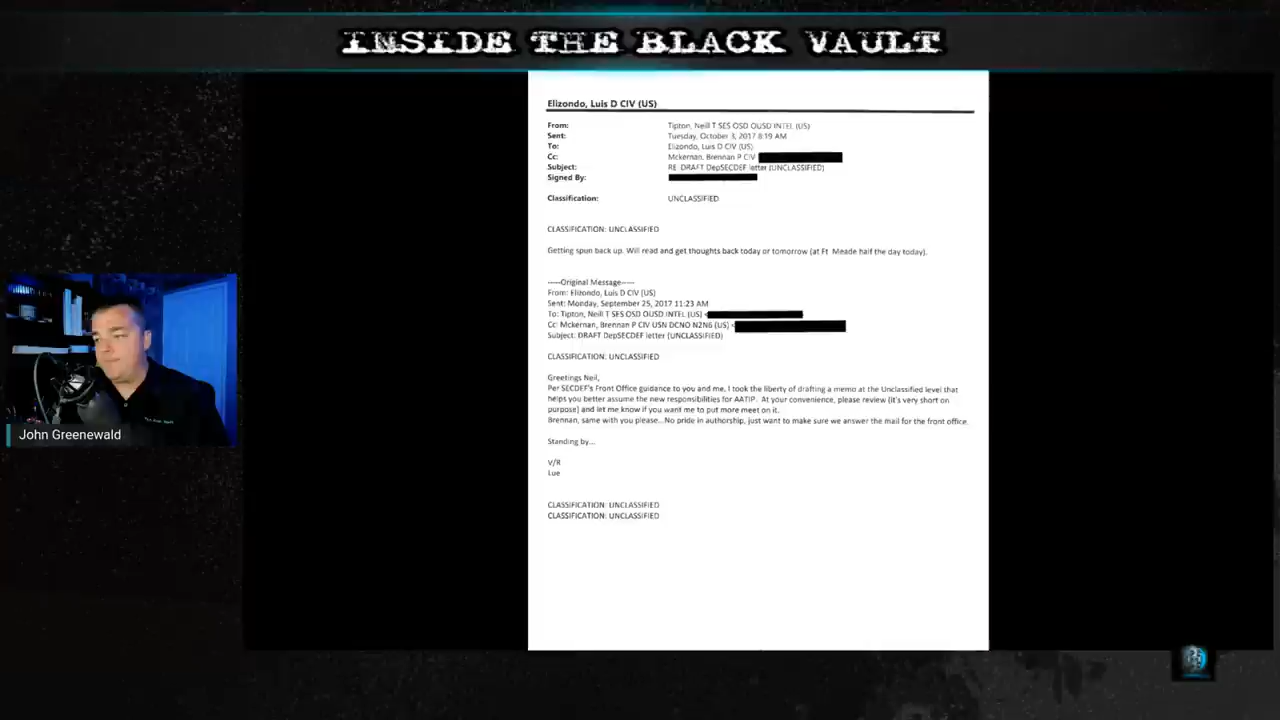 INSIDE THE BLACK VAULT
Elizondo, Luis D CIV (US)
From: Tipton, Neill T SES OSD OUSD INTEL (US)
Sent: Tuesday, October 3, 2017 8:19 AM
To: Elizondo, Luis D CIV (US)
Cc: Mckernan, Brennan P CIV
Subject: RE: DRAFT DepSECDEF letter (UNCLASSIFIED)
Signed By:
Classification: UNCLASSIFIED
CLASSIFICATION: UNCLASSIFIED
Getting spun back up. Will read and get thoughts back today or tomorrow (at Ft. Meade half the day today).
-----Original Message-----
From: Elizondo, Luis D CIV (US)
Sent: Monday, September 25, 2017 11:23 AM
To: Tipton, Neill T SES OSD OUSD INTEL (US) <
Cc: Mckernan, Brennan P CIV USN DCNO N2N6 (US) <
Subject: DRAFT DepSECDEF letter (UNCLASSIFIED)
CLASSIFICATION: UNCLASSIFIED
Greetings Neil,
Per SECDEF's Front Office guidance to you and me, I took the liberty of drafting a memo at the Unclassified level that
helps you better assume the new responsibilities for AATIP. At your convenience, please review (it's very short on
purpose) and let me know if you want me to put more meet on it.
Brennan, same with you please...No pride in authorship, just want to make sure we answer the mail for the front office.
Standing by...
V/R
Lue
CLASSIFICATION: UNCLASSIFIED
CLASSIFICATION: UNCLASSIFIED
John Greenewald